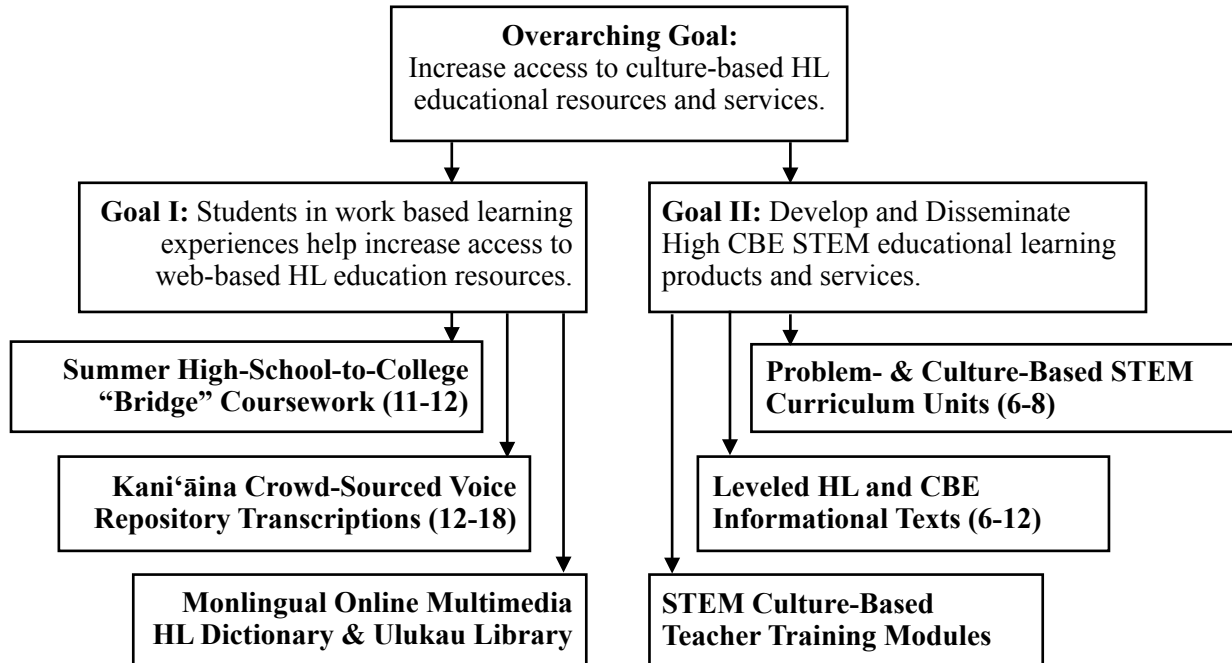 Overarching Goal:
Increase access to culture-based HL
educational resources and services.
Goal I: Students in work based learning
experiences help increase access to
web-based HL education resources.
Goal II: Develop and Disseminate
High CBE STEM educational learning
products and services.
Summer High-School-to-College
“Bridge” Coursework (11-12)
Problem- & Culture-Based STEM
Curriculum Units (6-8)
Kaniʻāina Crowd-Sourced Voice
Repository Transcriptions (12-18)
Leveled HL and CBE
Informational Texts (6-12)
Monlingual Online Multimedia
HL Dictionary & Ulukau Library
STEM Culture-Based
Teacher Training Modules